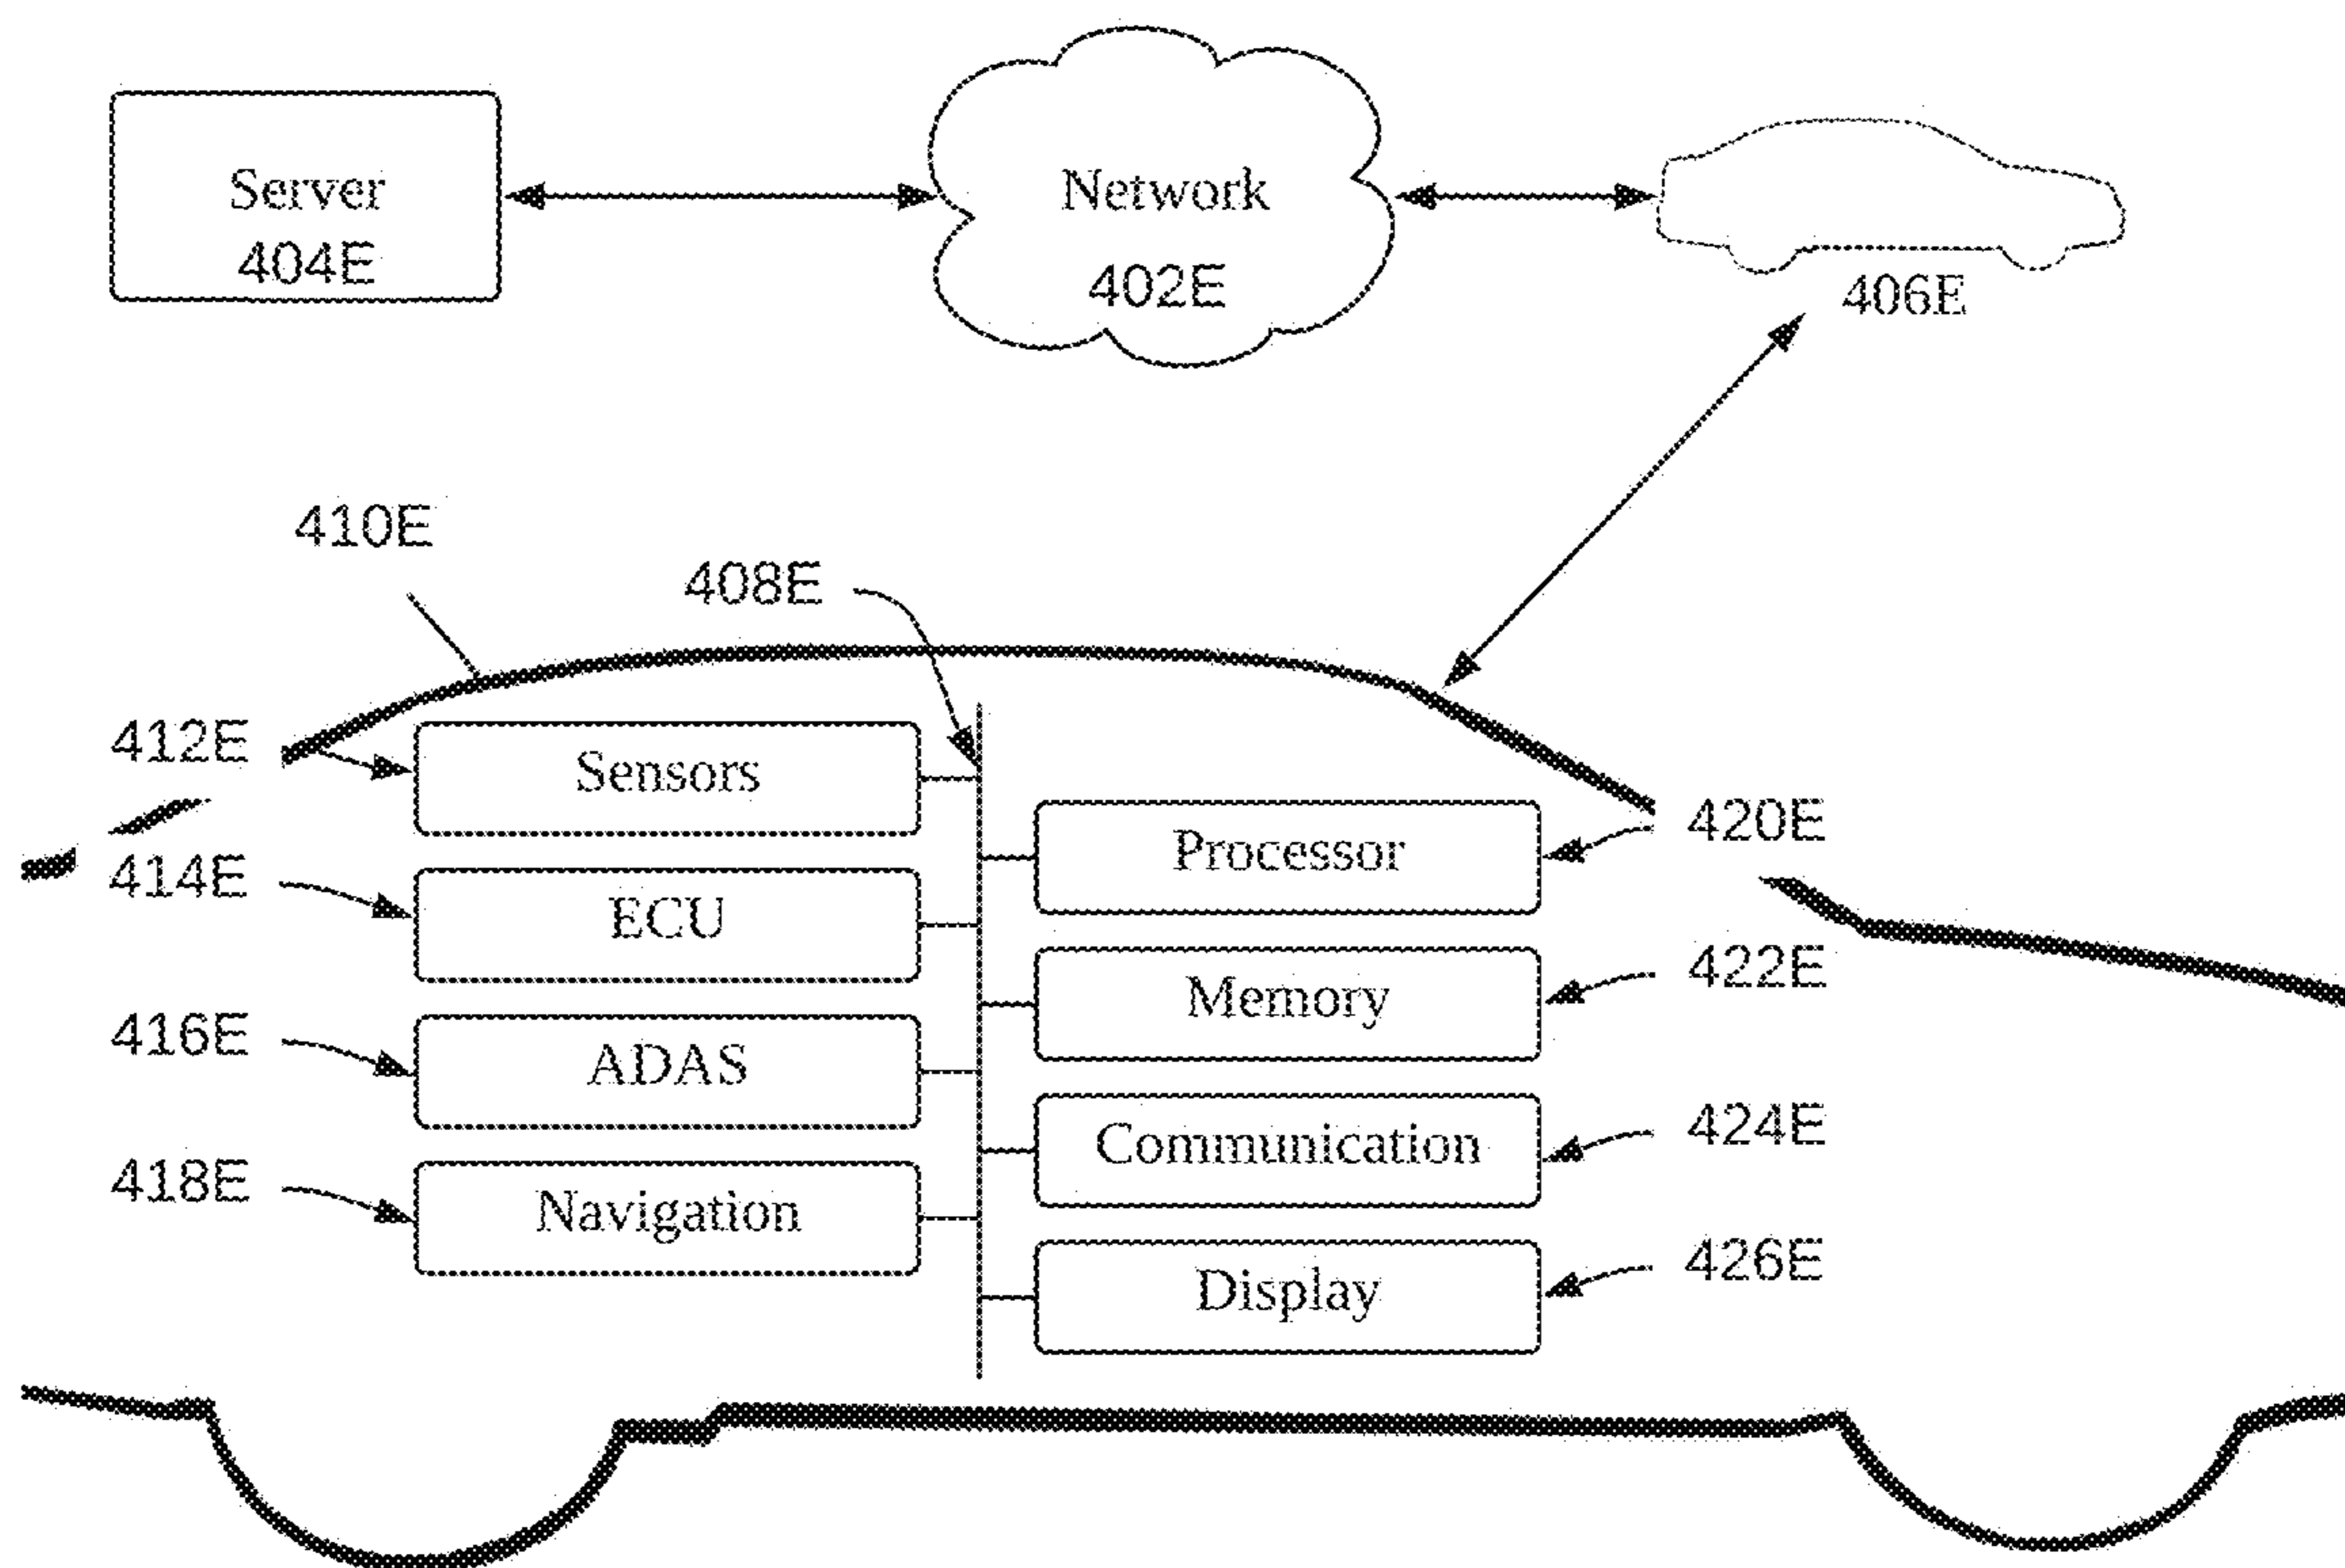 Server
404E
Network
402E
406E
410E
408E
412E
Sensors
414E
ECU
416E
ADAS
418E
Navigation
Processor
420E
Memory
422E
Communication
424E
Display
426E